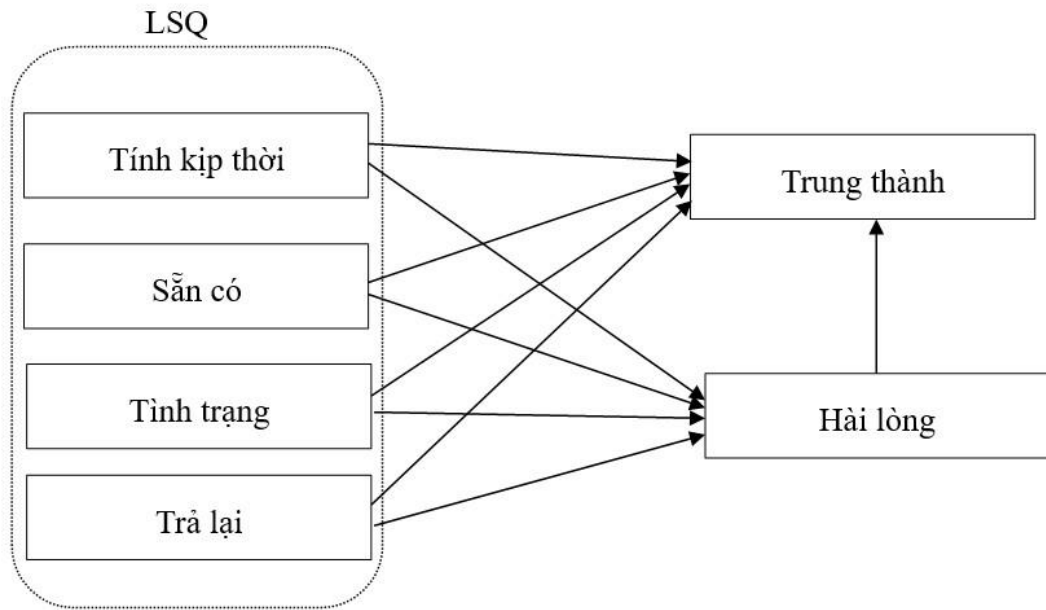 LSQ
Tính kịp thời
Sẵn có
Tình trạng
Trả lại
Trung thành
Hài lòng